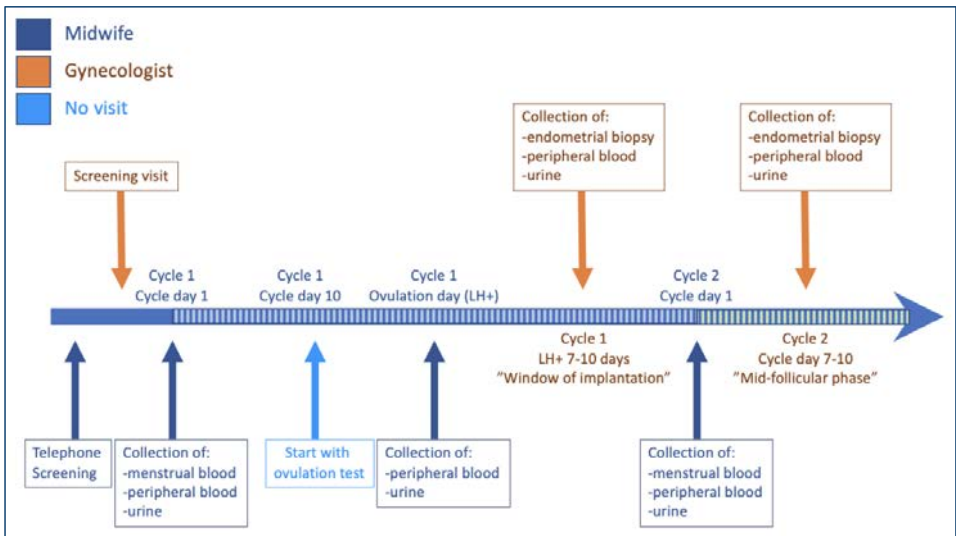 Midwife
Gynecologist
No visit
Screening visit
Collection of:
-endometrial biopsy
-peripheral blood
-urine
Collection of:
-endometrial biopsy
-peripheral blood
-urine
Cycle 1
Cycle day 1
Cycle 1
Cycle day 10
Cycle 1
Ovulation day (LH+)
Cycle 2
Cycle day 1
Cycle 1
LH+ 7-10 days
”Window of implantation”
Cycle 2
Cycle day 7-10
”Mid-follicular phase”
Telephone
Screening
Collection of:
-menstrual blood
-peripheral blood
-urine
Start with
ovulation test
Collection of:
-peripheral blood
-urine
Collection of:
-menstrual blood
-peripheral blood
-urine